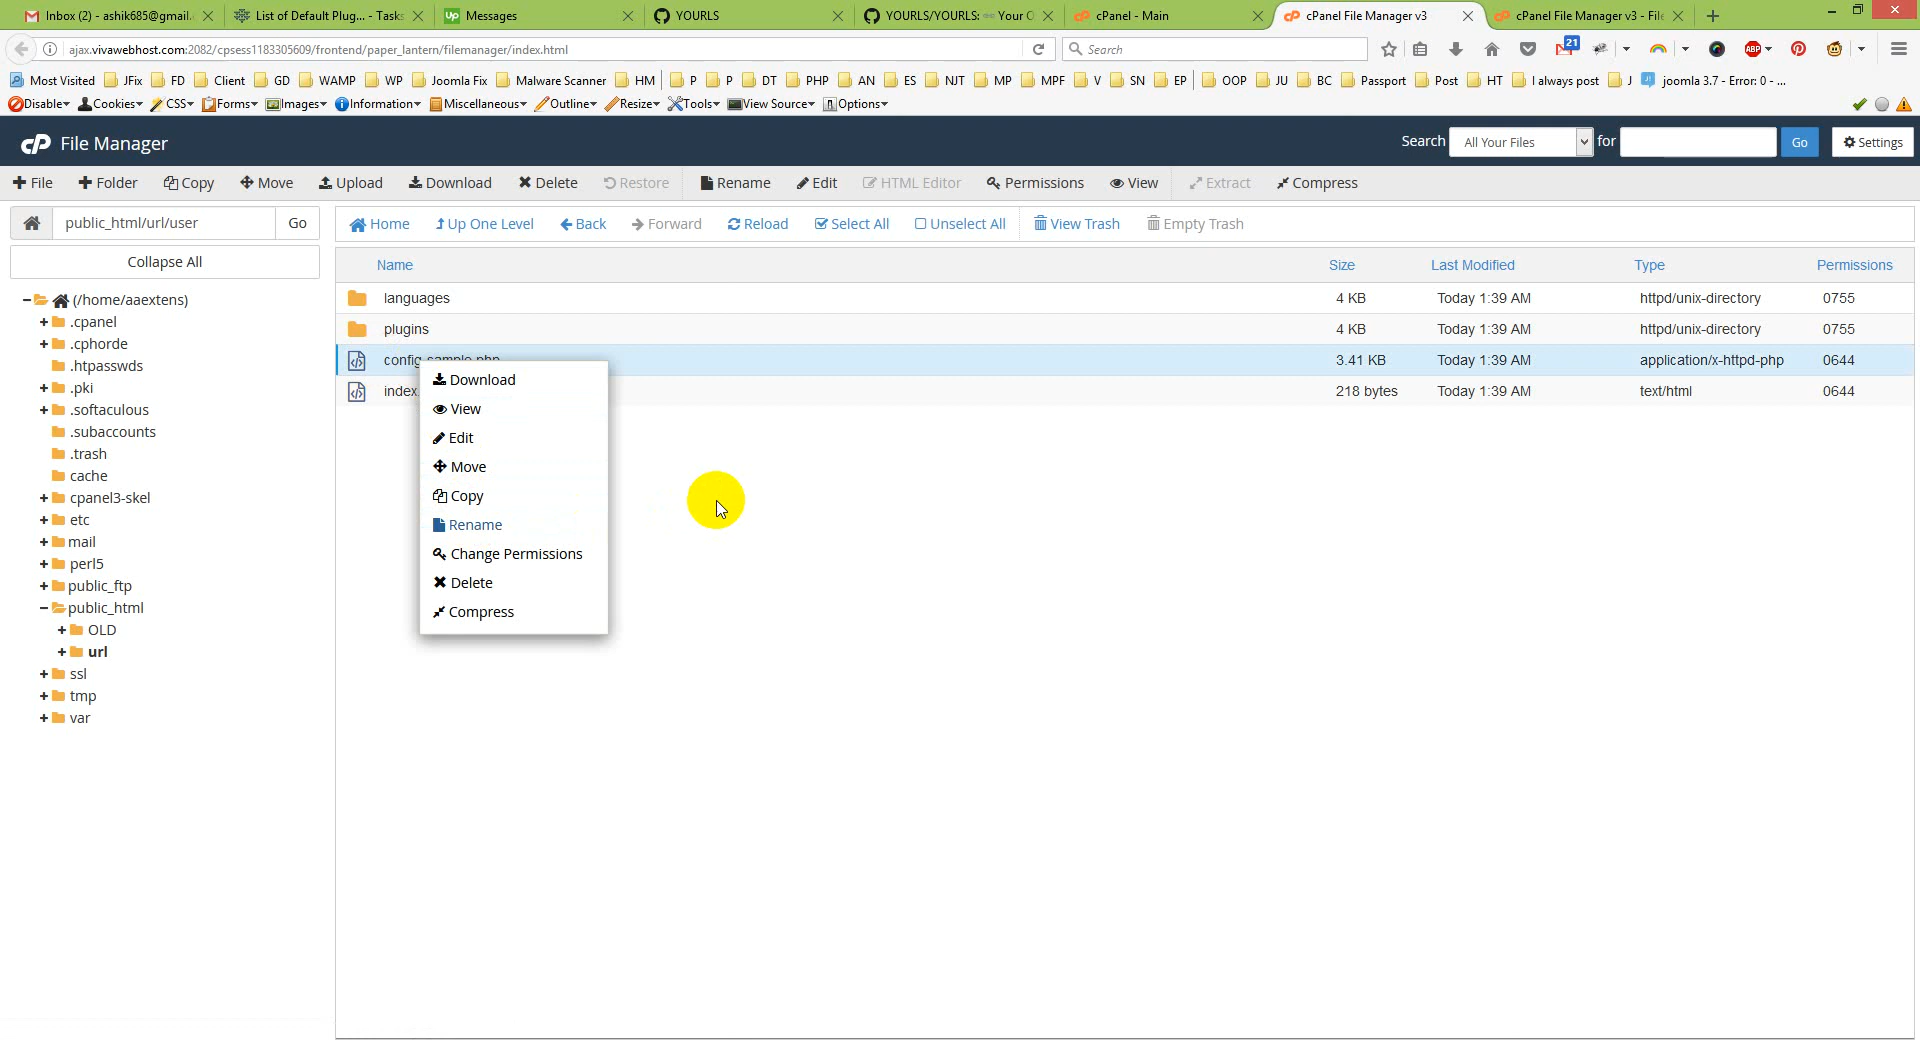 Inbox (2) - ashik685@gmail. List of Default Plug... - Tasks Messages YOURLS YOURLS/YOURLS: Your O cPanel - Main cPanel File Manager v3 cPanel File Manager v3 - File
ajax.vivawebhost.com:2082/cpsess1183305609/frontend/paper_lantern/filemanager/index.html Search 21 ABP
Most Visited JFix FD Client GD WAMP WP Joomla Fix Malware Scanner HM P P DT PHP AN ES NJT MP MPF V SN EP OOP JU BC Passport Post HT I always post J joomla 3.7 - Error: 0 - ...
Disable Cookies CSS Forms Images Information Miscellaneous Outline Resize Tools View Source Options
cP File Manager Search All Your Files for Go Settings
File Folder Copy Move Upload Download Delete Restore Rename Edit HTML Editor Permissions View Extract Compress
public_html/url/user Go Home Up One Level Back Forward Reload Select All Unselect All View Trash Empty Trash
Collapse All
Name Size Last Modified Type Permissions
languages 4 KB Today 1:39 AM httpd/unix-directory 0755
plugins 4 KB Today 1:39 AM httpd/unix-directory 0755
config-sample.php 3.41 KB Today 1:39 AM application/x-httpd-php 0644
index. 218 bytes Today 1:39 AM text/html 0644
(/home/aaextens)
.cpanel
.cphorde
.htpasswds
.pki
.softaculous
.subaccounts
.trash
cache
cpanel3-skel
etc
mail
perl5
public_ftp
public_html
OLD
url
ssl
tmp
var
Download
View
Edit
Move
Copy
Rename
Change Permissions
Delete
Compress